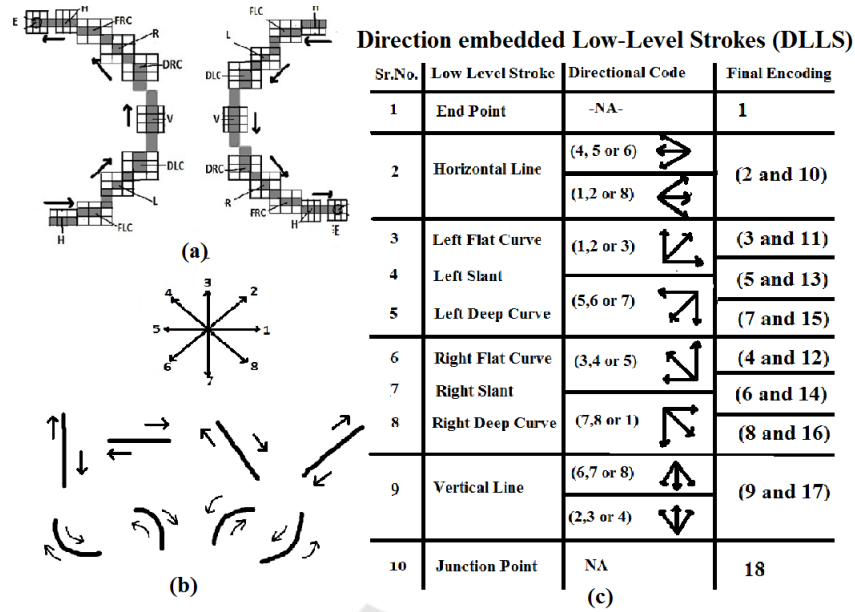 E
H
FRC
R
DRC
V
DLC
L
FLC
H
H
FLC
L
DLC
V
DRC
R
FRC
H
E
(a)
3
4
2
5
1
6
8
7
(b)
Direction embedded Low-Level Strokes (DLLS)
Sr.No. Low Level Stroke Directional Code Final Encoding
1 End Point -NA- 1
2 Horizontal Line (4, 5 or 6) (1,2 or 8) (2 and 10)
3 Left Flat Curve (1,2 or 3) (3 and 11)
4 Left Slant (5 and 13)
5 Left Deep Curve (5,6 or 7) (7 and 15)
6 Right Flat Curve (3,4 or 5) (4 and 12)
7 Right Slant (6 and 14)
8 Right Deep Curve (7,8 or 1) (8 and 16)
9 Vertical Line (6,7 or 8) (2,3 or 4) (9 and 17)
10 Junction Point NA 18
(c)